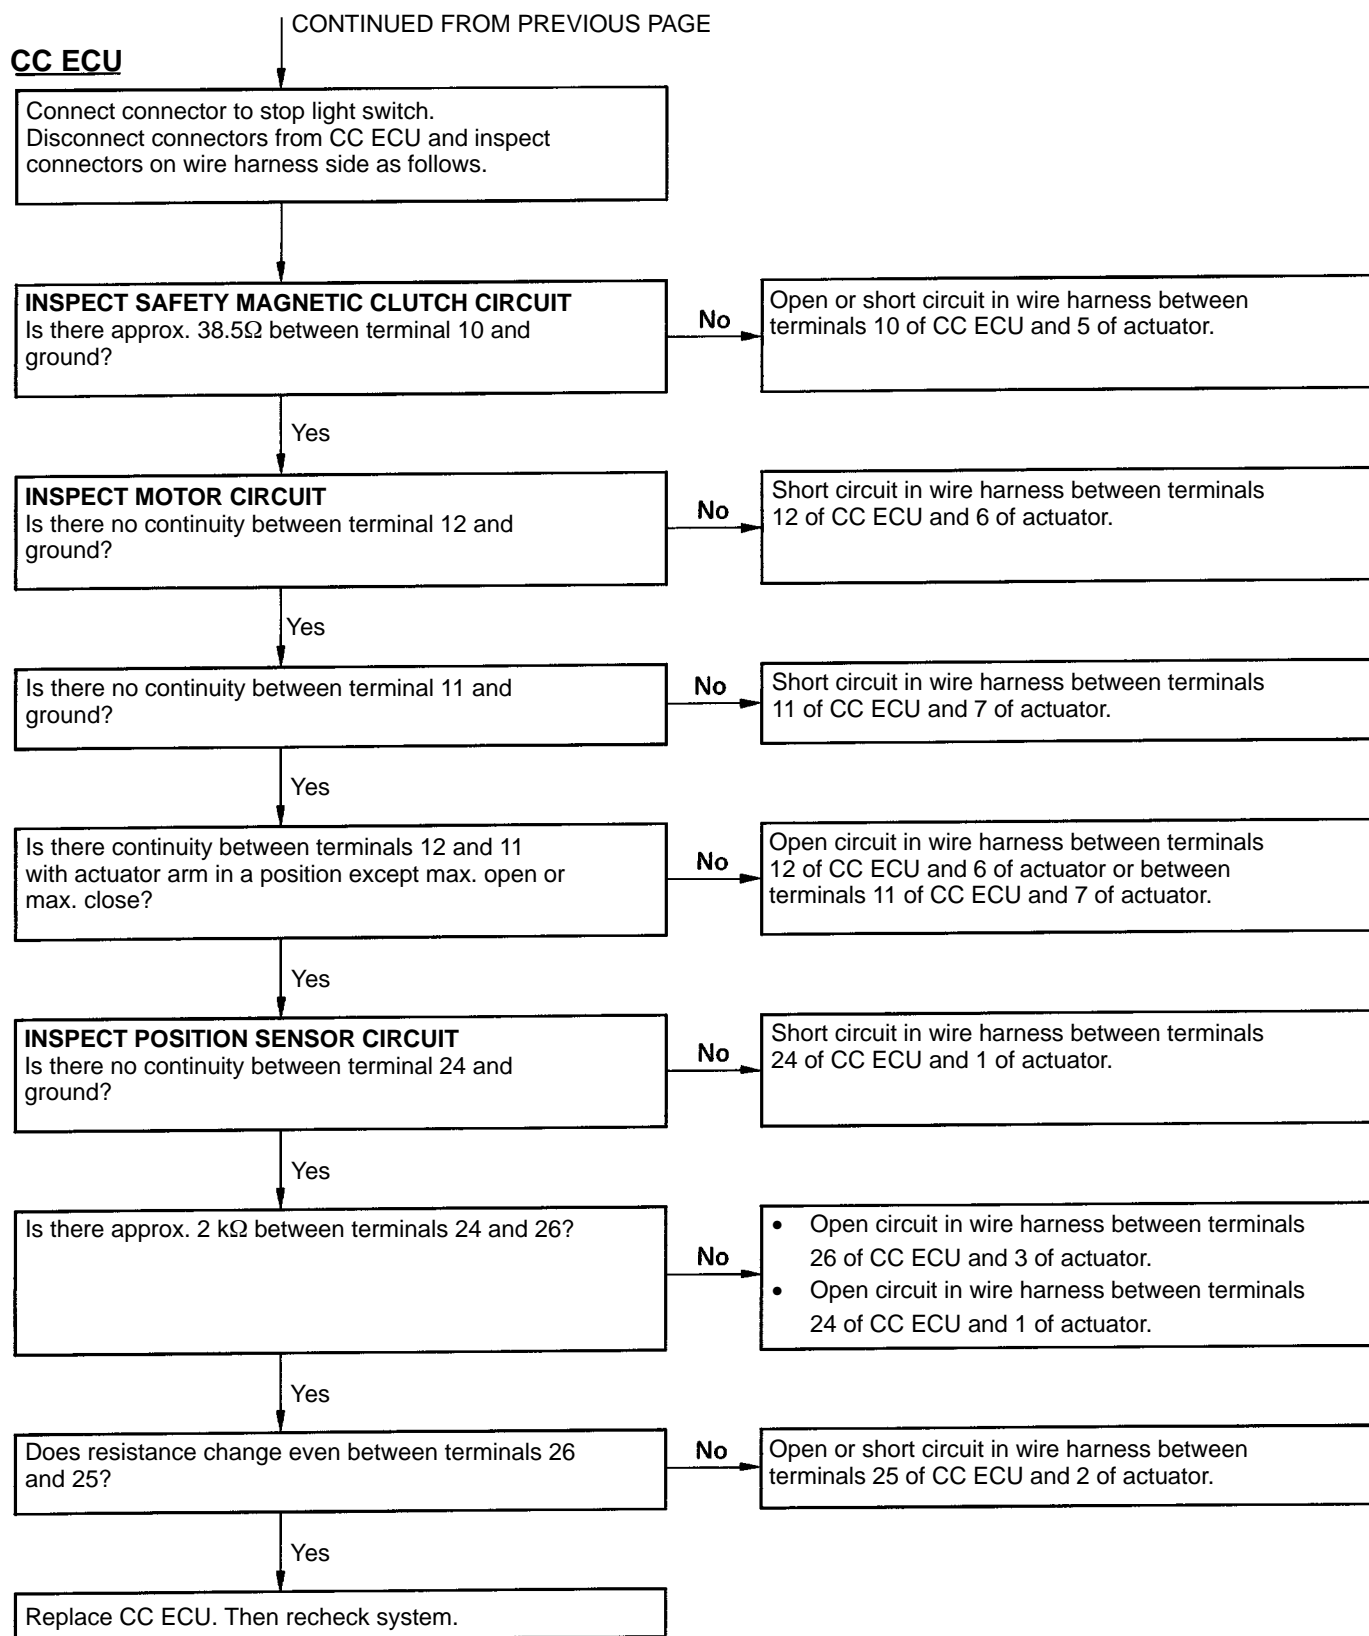 CONTINUED FROM PREVIOUS PAGE
CC ECU
Connect connector to stop light switch.
Disconnect connectors from CC ECU and inspect
connectors on wire harness side as follows.
INSPECT SAFETY MAGNETIC CLUTCH CIRCUIT
Is there approx. 38.5Ω between terminal 10 and
ground?
No
Open or short circuit in wire harness between
terminals 10 of CC ECU and 5 of actuator.
Yes
INSPECT MOTOR CIRCUIT
Is there no continuity between terminal 12 and
ground?
No
Short circuit in wire harness between terminals
12 of CC ECU and 6 of actuator.
Yes
Is there no continuity between terminal 11 and
ground?
No
Short circuit in wire harness between terminals
11 of CC ECU and 7 of actuator.
Yes
Is there continuity between terminals 12 and 11
with actuator arm in a position except max. open or
max. close?
No
Open circuit in wire harness between terminals
12 of CC ECU and 6 of actuator or between
terminals 11 of CC ECU and 7 of actuator.
Yes
INSPECT POSITION SENSOR CIRCUIT
Is there no continuity between terminal 24 and
ground?
No
Short circuit in wire harness between terminals
24 of CC ECU and 1 of actuator.
Yes
Is there approx. 2 kΩ between terminals 24 and 26?
No
• Open circuit in wire harness between terminals
26 of CC ECU and 3 of actuator.
• Open circuit in wire harness between terminals
24 of CC ECU and 1 of actuator.
Yes
Does resistance change even between terminals 26
and 25?
No
Open or short circuit in wire harness between
terminals 25 of CC ECU and 2 of actuator.
Yes
Replace CC ECU. Then recheck system.